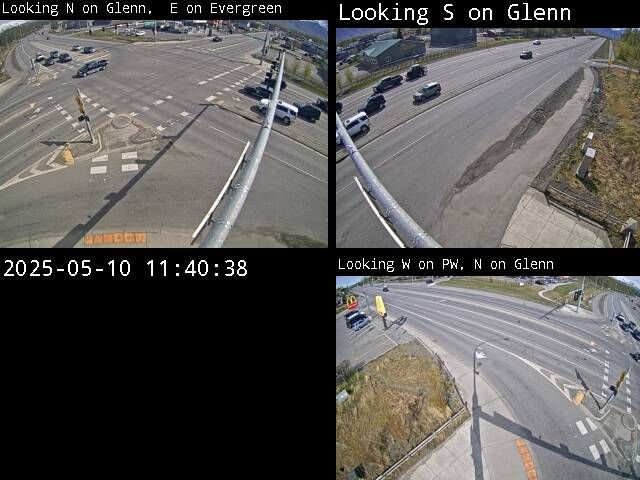 Looking N on Glenn,  E on Evergreen
Looking S on Glenn
2025-05-10 11:40:38
Looking W on PW, N on Glenn